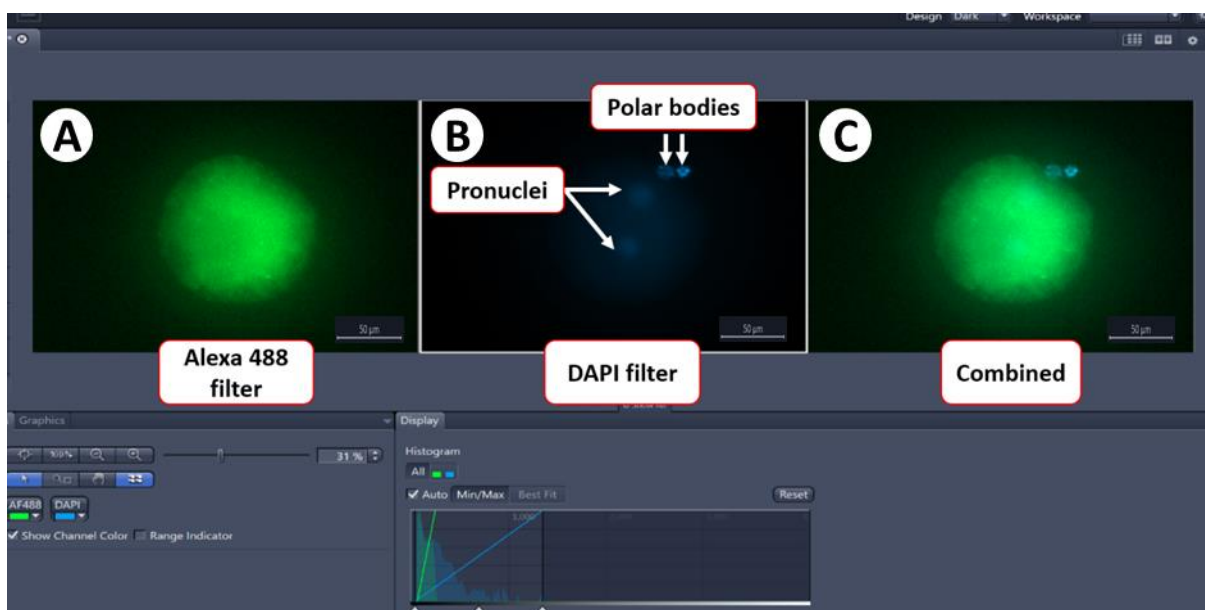 Design Dark Workspace
A
B
C
Polar bodies
Pronuclei
50 µm
50 µm
50 µm
Alexa 488
filter
DAPI filter
Combined
Graphics
Display
31 %
AF488 DAPI
Show Channel Color Range Indicator
Histogram
All
Auto Min/Max Best Fit Reset